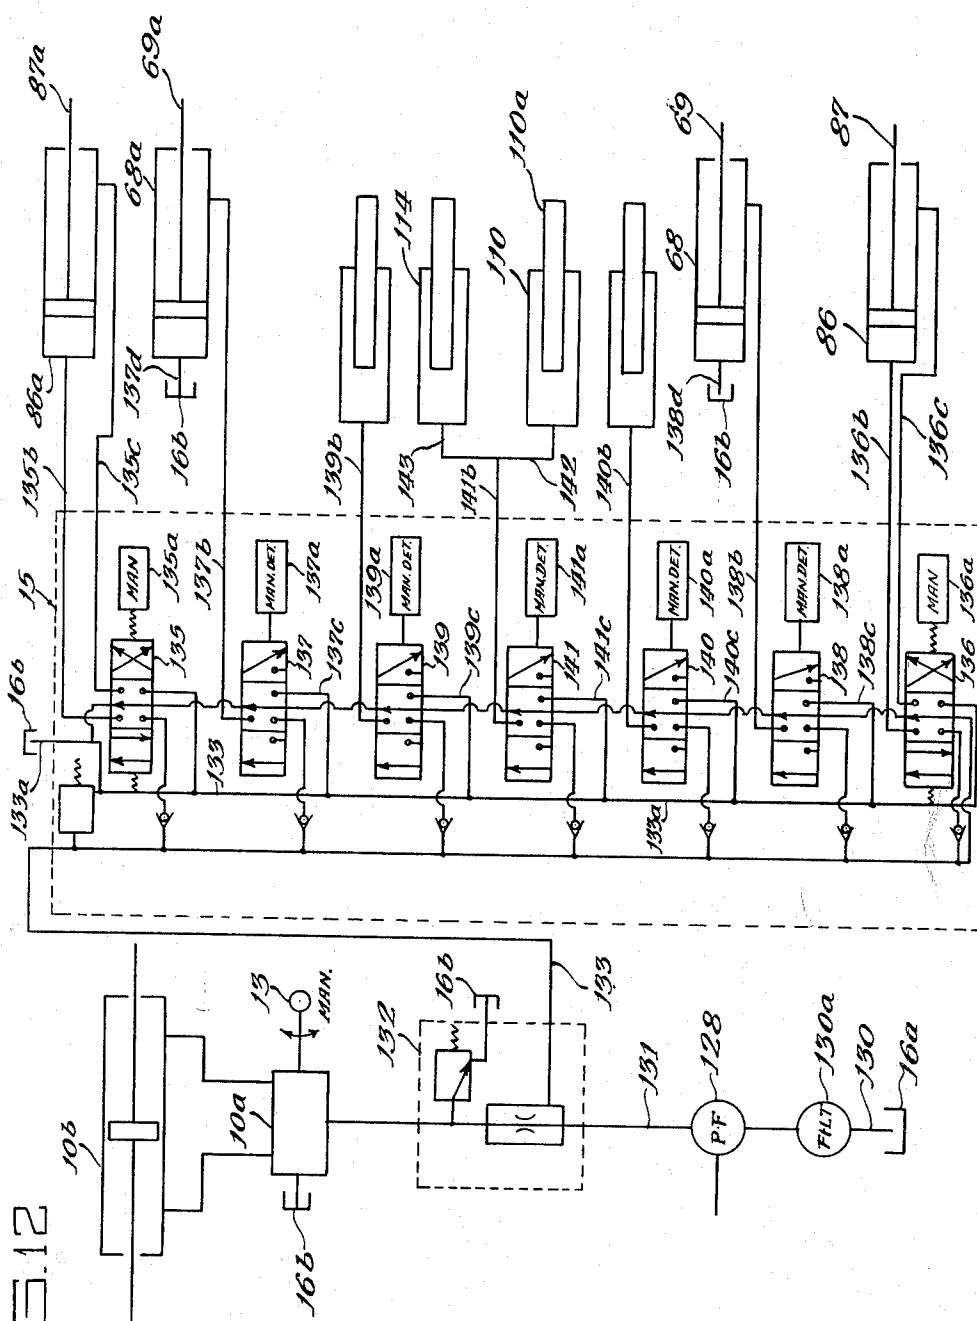 G.12
10b
10a
16b
13
MAN.
132
16b
133
131
P.F
128
FILT
130a
130
16a
133a
16b
15
133
133a
135
MAN
135a
135b
135c
86a
87a
137
MAN.DET.
137a
137b
137c
137d
16b
68a
69a
139
MAN.DET.
139a
139b
139c
143
114
141
MAN.DET.
141a
141b
141c
142
110
110a
140
MAN.DET.
140a
140b
140c
138
MAN.DET.
138a
138b
138c
138d
16b
68
69
136
MAN
136a
136b
136c
86
87